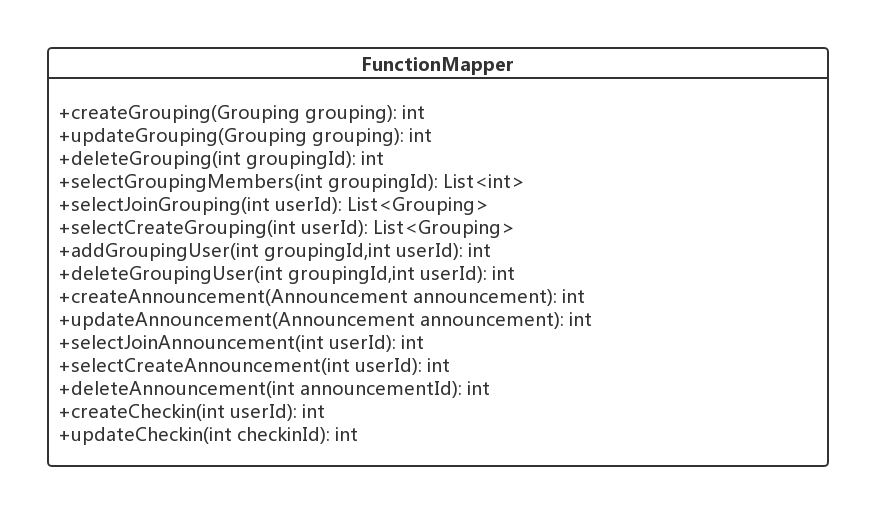 FunctionMapper
+createGrouping(Grouping grouping): int
+updateGrouping(Grouping grouping): int
+deleteGrouping(int groupingId): int
+selectGroupingMembers(int groupingId): List<int>
+selectJoinGrouping(int userId): List<Grouping>
+selectCreateGrouping(int userId): List<Grouping>
+addGroupingUser(int groupingId,int userId): int
+deleteGroupingUser(int groupingId,int userId): int
+createAnnouncement(Announcement announcement): int
+updateAnnouncement(Announcement announcement): int
+selectJoinAnnouncement(int userId): int
+selectCreateAnnouncement(int userId): int
+deleteAnnouncement(int announcementId): int
+createCheckin(int userId): int
+updateCheckin(int checkinId): int